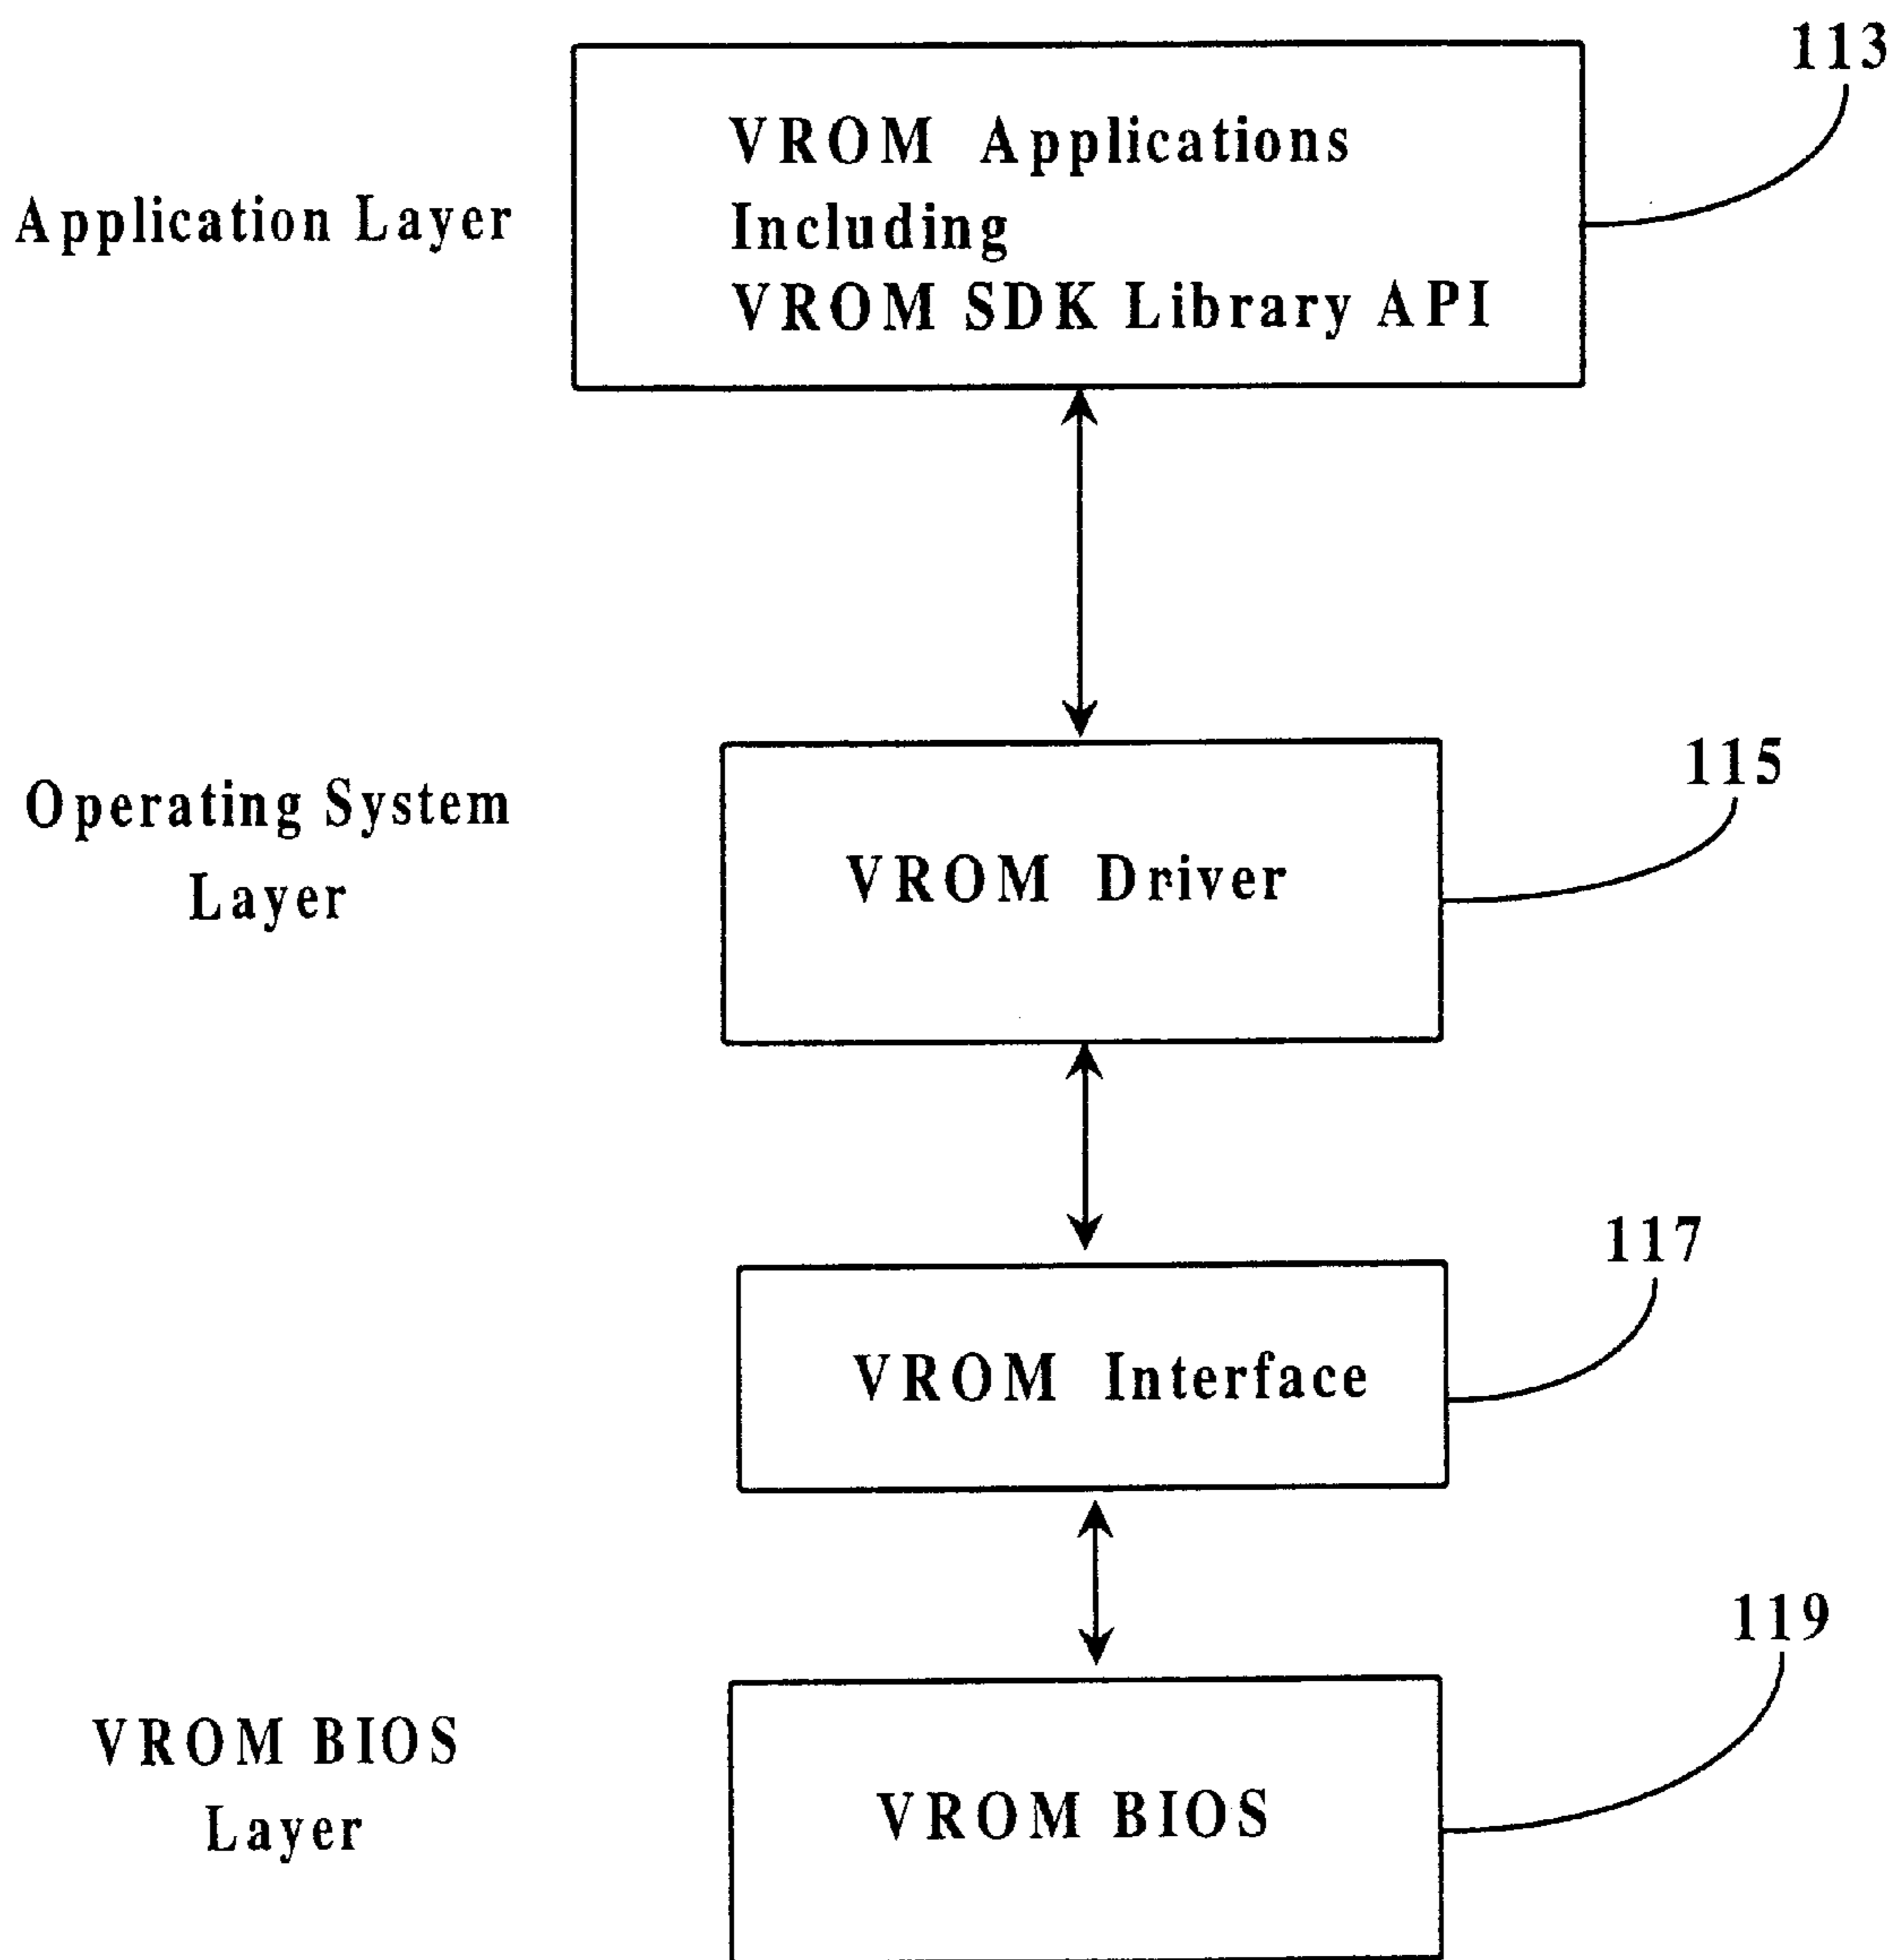 113
VROM Applications
Including
VROM SDK Library API
Application Layer
115
Operating System
Layer
VROM Driver
117
VROM Interface
119
VROM BIOS
Layer
VROM BIOS